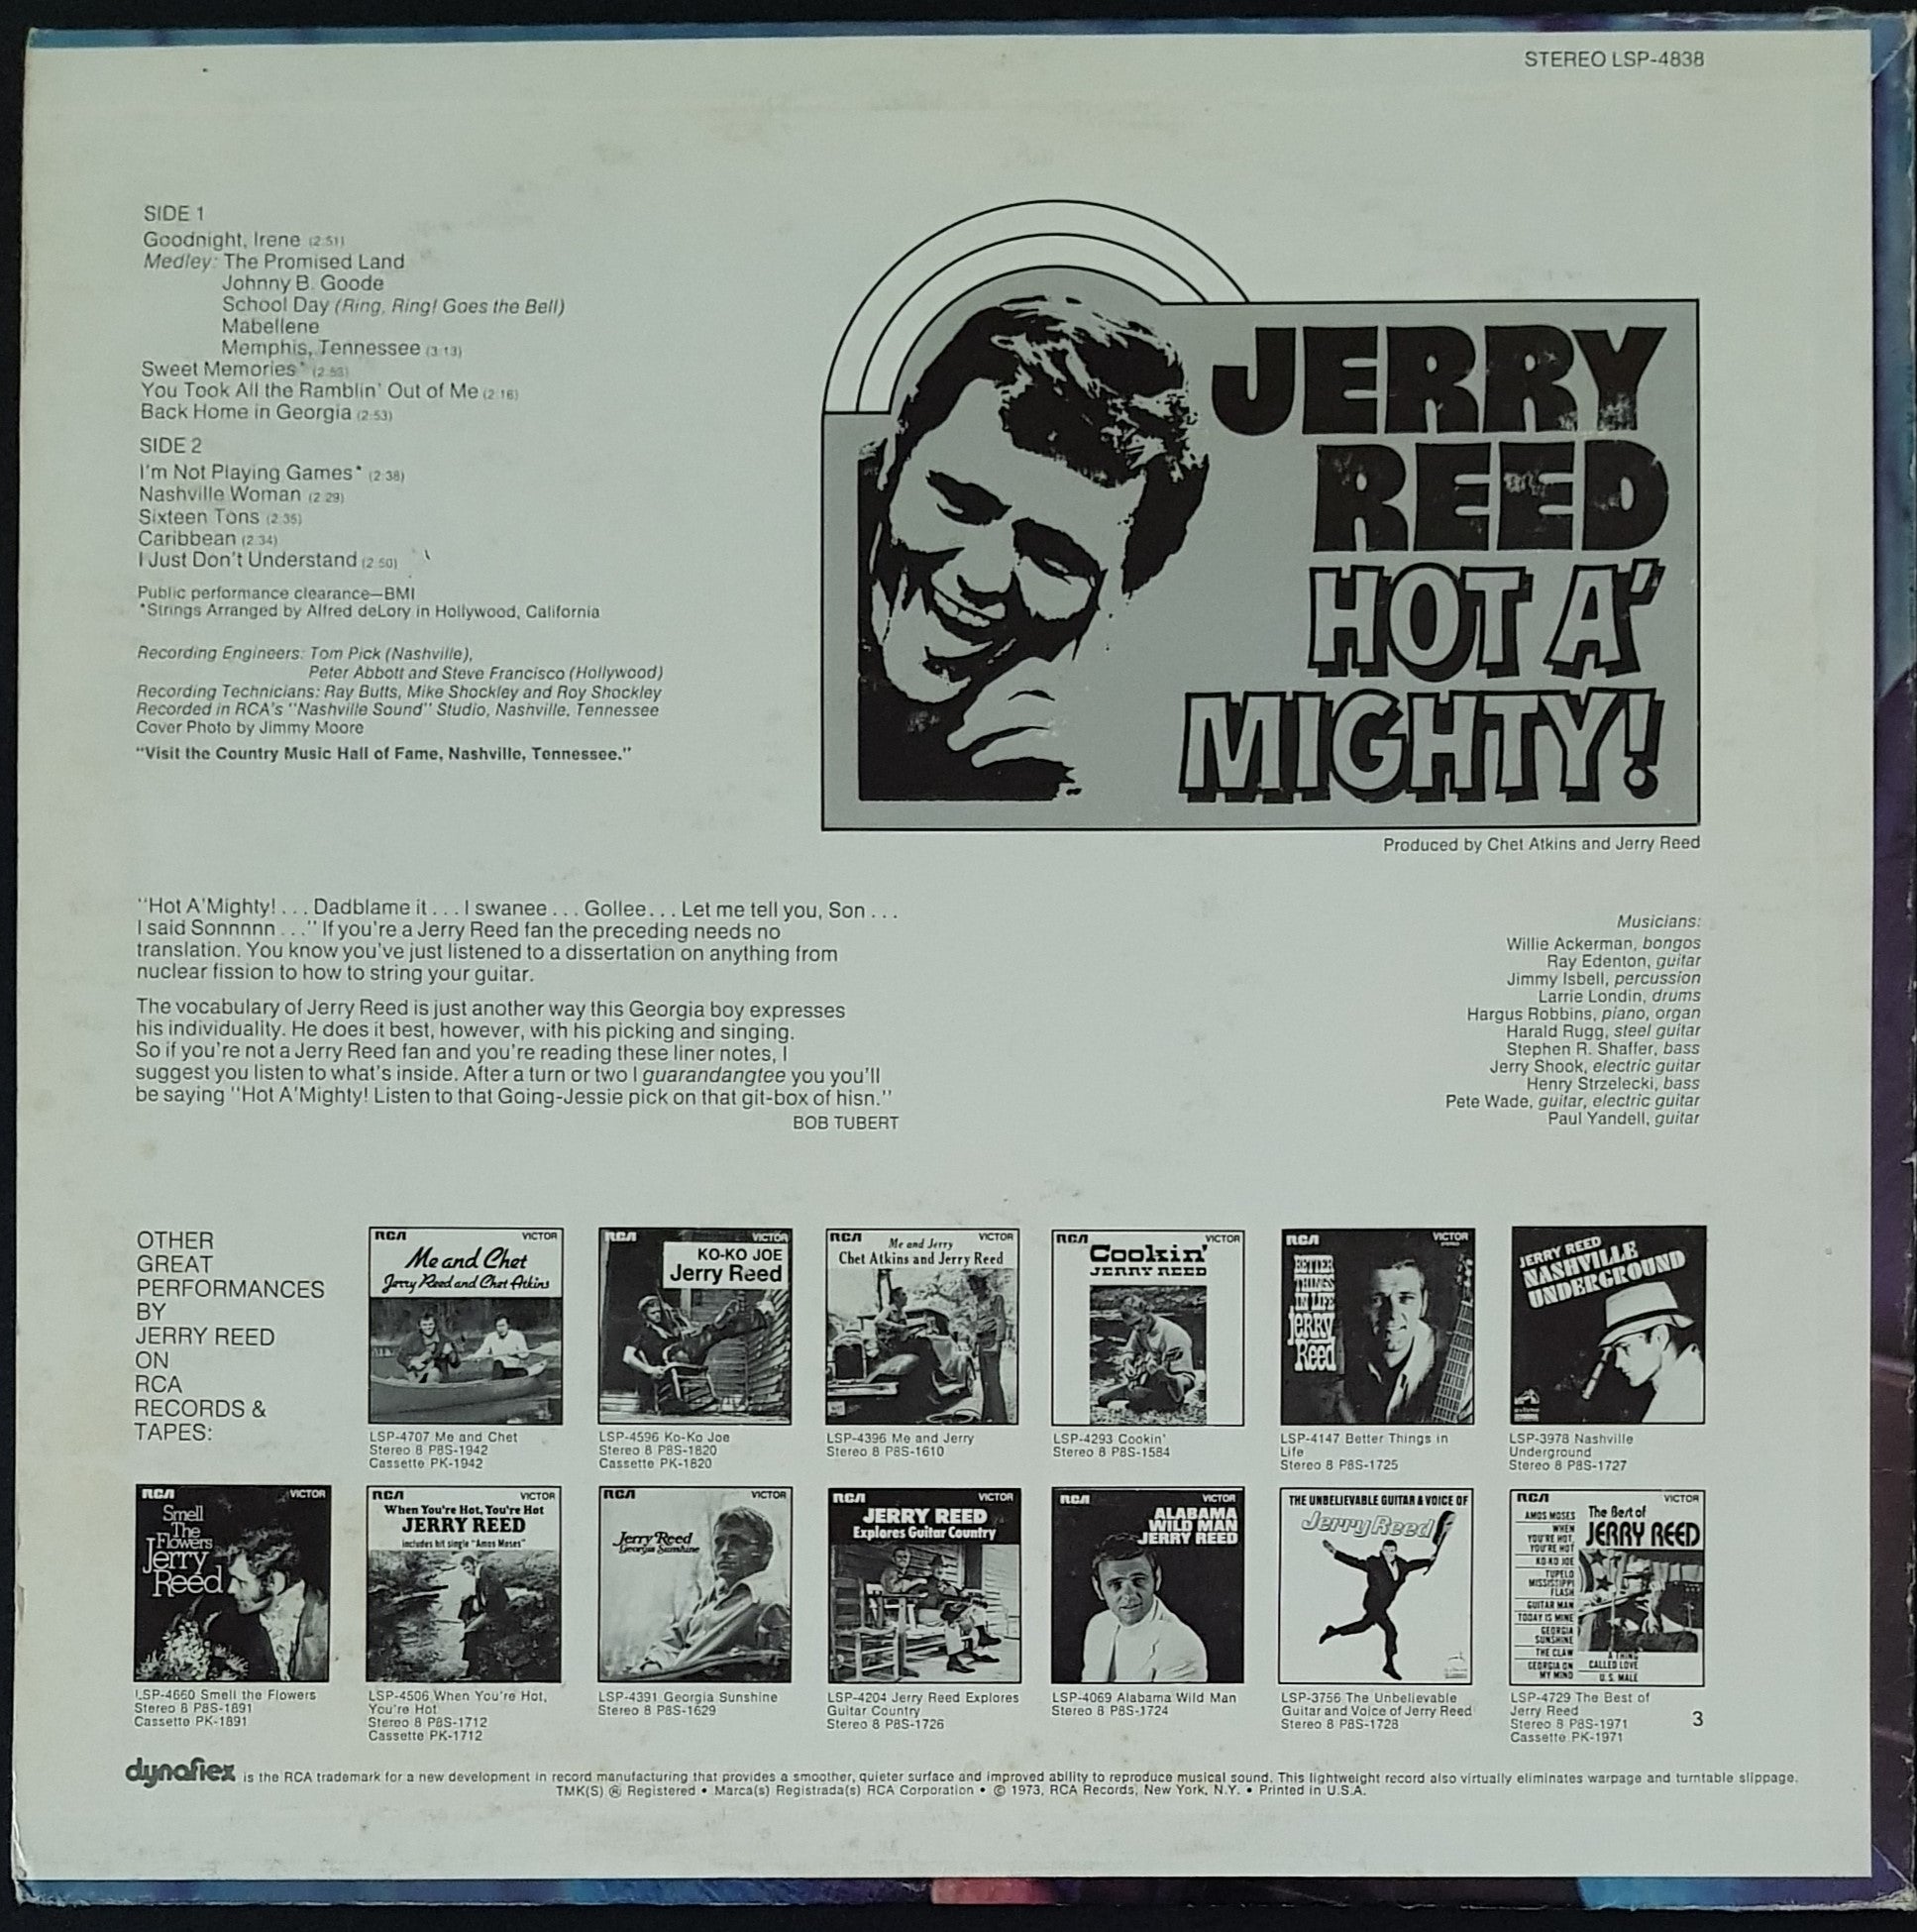 STEREO LSP-4838
SIDE 1
Goodnight, Irene (2:51)
Medley: The Promised Land
Johnny B. Goode
School Day (Ring, Ring! Goes the Bell)
Mabellene
Memphis, Tennessee (3:13)
Sweet Memories* (2:53)
You Took All the Ramblin' Out of Me (2:16)
Back Home in Georgia (2:53)
SIDE 2
I'm Not Playing Games* (2:38)
Nashville Woman (2:29)
Sixteen Tons (2:35)
Caribbean (2:34)
I Just Don't Understand (2:50)
Public performance clearance—BMI
*Strings Arranged by Alfred deLory in Hollywood, California
Recording Engineers: Tom Pick (Nashville),
Peter Abbott and Steve Francisco (Hollywood)
Recording Technicians: Ray Butts, Mike Shockley and Roy Shockley
Recorded in RCA's "Nashville Sound" Studio, Nashville, Tennessee
Cover Photo by Jimmy Moore
"Visit the Country Music Hall of Fame, Nashville, Tennessee."
JERRY
REED
HOT A'
MIGHTY!
Produced by Chet Atkins and Jerry Reed
"Hot A'Mighty! . . . Dadblame it . . . I swanee . . . Gollee . . . Let me tell you, Son . . .
I said Sonnnnn . . ." If you're a Jerry Reed fan the preceding needs no
translation. You know you've just listened to a dissertation on anything from
nuclear fission to how to string your guitar.
The vocabulary of Jerry Reed is just another way this Georgia boy expresses
his individuality. He does it best, however, with his picking and singing.
So if you're not a Jerry Reed fan and you're reading these liner notes, I
suggest you listen to what's inside. After a turn or two I guarandangtee you you'll
be saying "Hot A'Mighty! Listen to that Going-Jessie pick on that git-box of hisn."
BOB TUBERT
Musicians:
Willie Ackerman, bongos
Ray Edenton, guitar
Jimmy Isbell, percussion
Larrie Londin, drums
Hargus Robbins, piano, organ
Harald Rugg, steel guitar
Stephen R. Shaffer, bass
Jerry Shook, electric guitar
Henry Strzelecki, bass
Pete Wade, guitar, electric guitar
Paul Yandell, guitar
OTHER
GREAT
PERFORMANCES
BY
JERRY REED
ON
RCA
RECORDS &
TAPES:
RCA VICTOR
Me and Chet
Jerry Reed and Chet Atkins
LSP-4707 Me and Chet
Stereo 8 P8S-1942
Cassette PK-1942
RCA VICTOR
KO-KO JOE
Jerry Reed
LSP-4596 Ko-Ko Joe
Stereo 8 P8S-1820
Cassette PK-1820
RCA VICTOR
Me and Jerry
Chet Atkins and Jerry Reed
LSP-4396 Me and Jerry
Stereo 8 P8S-1610
RCA VICTOR
Cookin'
JERRY REED
LSP-4293 Cookin'
Stereo 8 P8S-1584
RCA VICTOR
BETTER
THINGS
IN LIFE
Jerry
Reed
LSP-4147 Better Things in
Life
Stereo 8 P8S-1725
JERRY REED
NASHVILLE
UNDERGROUND
LSP-3978 Nashville
Underground
Stereo 8 P8S-1727
RCA VICTOR
Smell
The
Flowers
Jerry
Reed
LSP-4660 Smell the Flowers
Stereo 8 P8S-1891
Cassette PK-1891
RCA VICTOR
When You're Hot, You're Hot
JERRY REED
includes hit single "Amos Moses"
LSP-4506 When You're Hot,
You're Hot
Stereo 8 P8S-1712
Cassette PK-1712
RCA VICTOR
Jerry Reed
Georgia Sunshine
LSP-4391 Georgia Sunshine
Stereo 8 P8S-1629
RCA VICTOR
JERRY REED
Explores Guitar Country
LSP-4204 Jerry Reed Explores
Guitar Country
Stereo 8 P8S-1726
RCA VICTOR
ALABAMA
WILD MAN
JERRY REED
LSP-4069 Alabama Wild Man
Stereo 8 P8S-1724
THE UNBELIEVABLE GUITAR & VOICE OF
Jerry Reed
LSP-3756 The Unbelievable
Guitar and Voice of Jerry Reed
Stereo 8 P8S-1728
RCA VICTOR
The Best of
JERRY REED
AMOS MOSES
WHEN
YOU'RE HOT,
YOU'RE HOT
KO-KO JOE
TUPELO
MISSISSIPPI
FLASH
GUITAR MAN
TODAY IS MINE
GEORGIA
SUNSHINE
THE CLAW
GEORGIA ON
MY MIND
A THING
CALLED LOVE
U.S. MALE
LSP-4729 The Best of
Jerry Reed
Stereo 8 P8S-1971
Cassette PK-1971
3
dynaflex is the RCA trademark for a new development in record manufacturing that provides a smoother, quieter surface and improved ability to reproduce musical sound. This lightweight record also virtually eliminates warpage and turntable slippage.
TMK(S) ® Registered • Marca(s) Registrada(s) RCA Corporation • © 1973, RCA Records, New York, N.Y. • Printed in U.S.A.